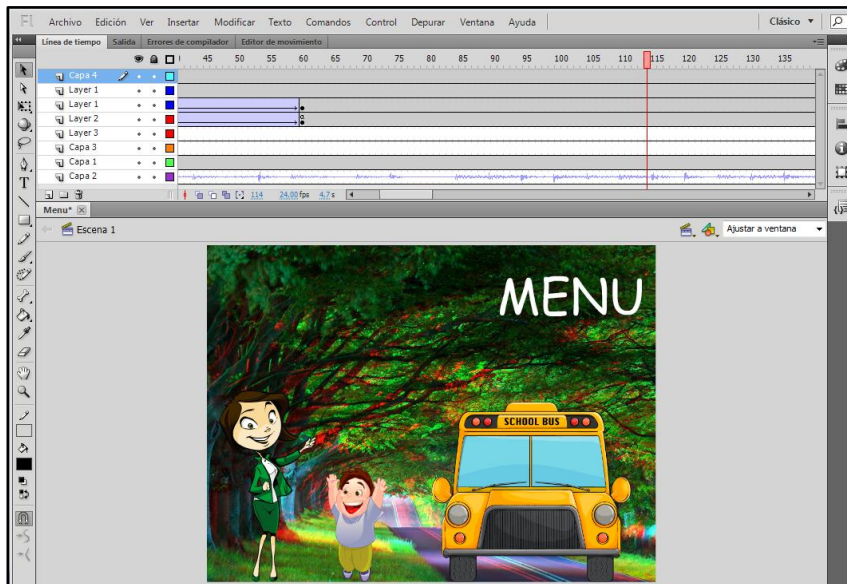 Fl Archivo Edición Ver Insertar Modificar Texto Comandos Control Depurar Ventana Ayuda Clásico
Línea de tiempo Salida Errores de compilador Editor de movimiento
45 50 55 60 65 70 75 80 85 90 95 100 105 110 115 120 125 130 135
Capa 4
Layer 1
Layer 1
Layer 2
Layer 3
Capa 3
Capa 1
Capa 2
114 24.00 fps 4.7 s
Menu*
Escena 1 Ajustar a ventana
MENU
SCHOOL BUS